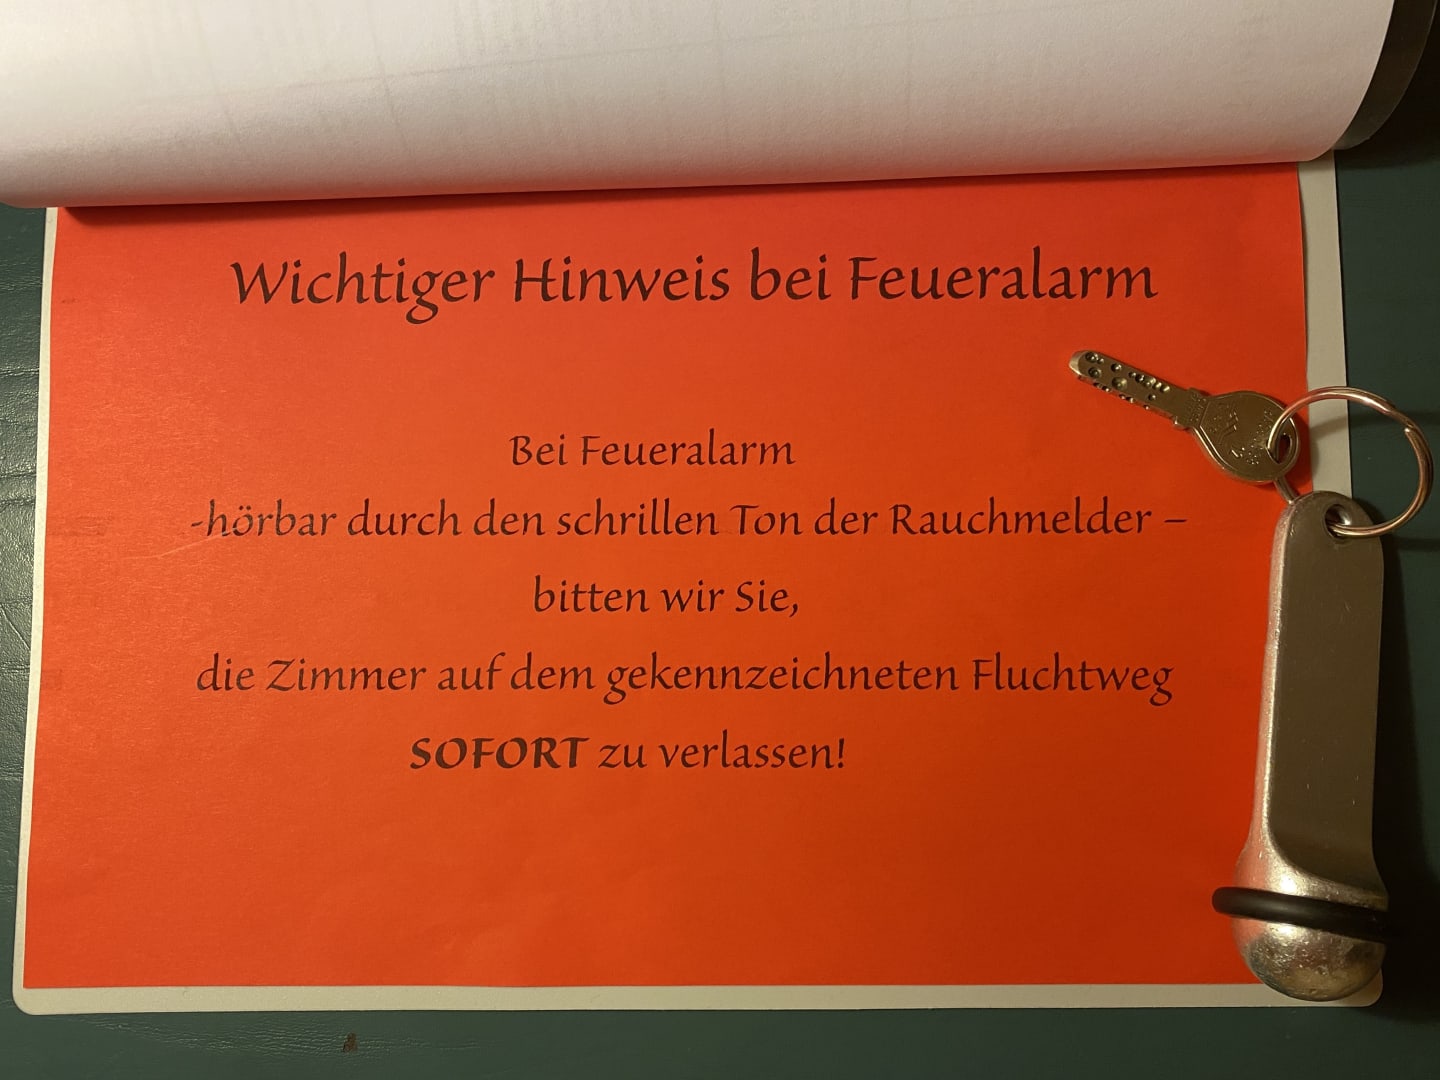 Wichtiger Hinweis bei Feueralarm
Bei Feueralarm
-hörbar durch den schrillen Ton der Rauchmelder –
bitten wir Sie,
die Zimmer auf dem gekennzeichneten Fluchtweg
SOFORT zu verlassen!